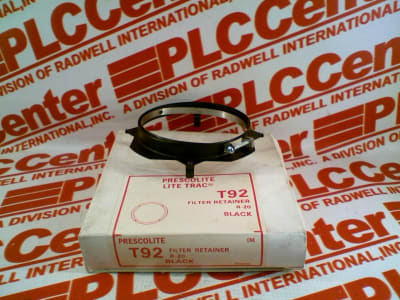 PLCCenter
A DIVISION OF RADWELL INTERNATIONAL, INC.
PRESCOLITE
LITE TRAC
T92
FILTER RETAINER
R-20
BLACK
PRESCOLITE
T92
FILTER RETAINER
R-20
BLACK